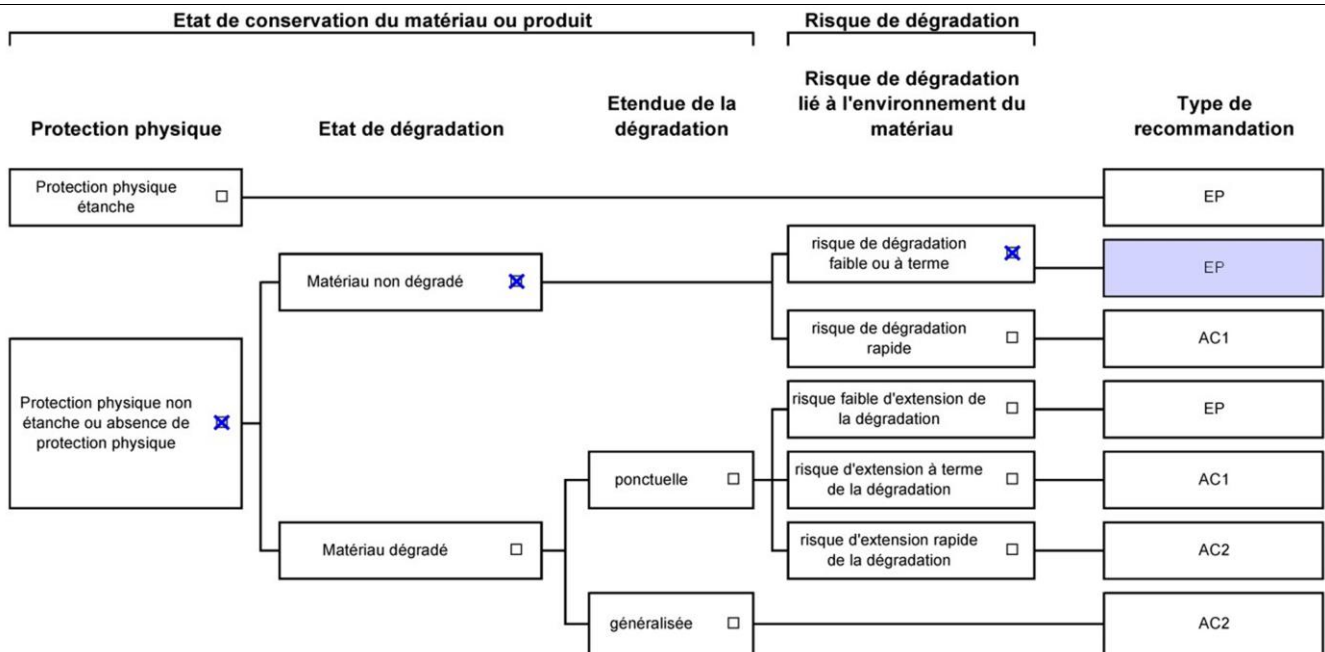 Etat de conservation du matériau ou produit
Risque de dégradation
Protection physique
Etat de dégradation
Etendue de la
dégradation
Risque de dégradation
lié à l'environnement du
matériau
Type de
recommandation
Protection physique
étanche
EP
risque de dégradation
faible ou à terme
EP
Matériau non dégradé
risque de dégradation
rapide
AC1
Protection physique non
étanche ou absence de
protection physique
risque faible d'extension de
la dégradation
EP
ponctuelle
risque d'extension à terme
de la dégradation
AC1
Matériau dégradé
risque d'extension rapide
de la dégradation
AC2
généralisée
AC2